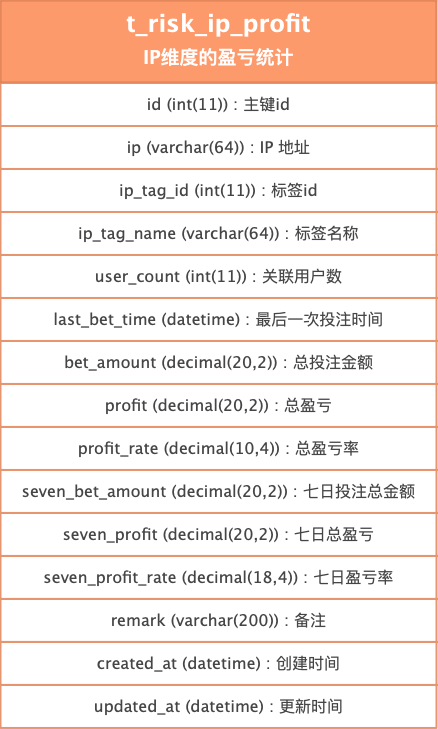 t_risk_ip_profit
IP维度的盈亏统计
id (int(11)) : 主键id
ip (varchar(64)) : IP 地址
ip_tag_id (int(11)) : 标签id
ip_tag_name (varchar(64)) : 标签名称
user_count (int(11)) : 关联用户数
last_bet_time (datetime) : 最后一次投注时间
bet_amount (decimal(20,2)) : 总投注金额
profit (decimal(20,2)) : 总盈亏
profit_rate (decimal(10,4)) : 总盈亏率
seven_bet_amount (decimal(20,2)) : 七日投注总金额
seven_profit (decimal(20,2)) : 七日总盈亏
seven_profit_rate (decimal(18,4)) : 七日盈亏率
remark (varchar(200)) : 备注
created_at (datetime) : 创建时间
updated_at (datetime) : 更新时间